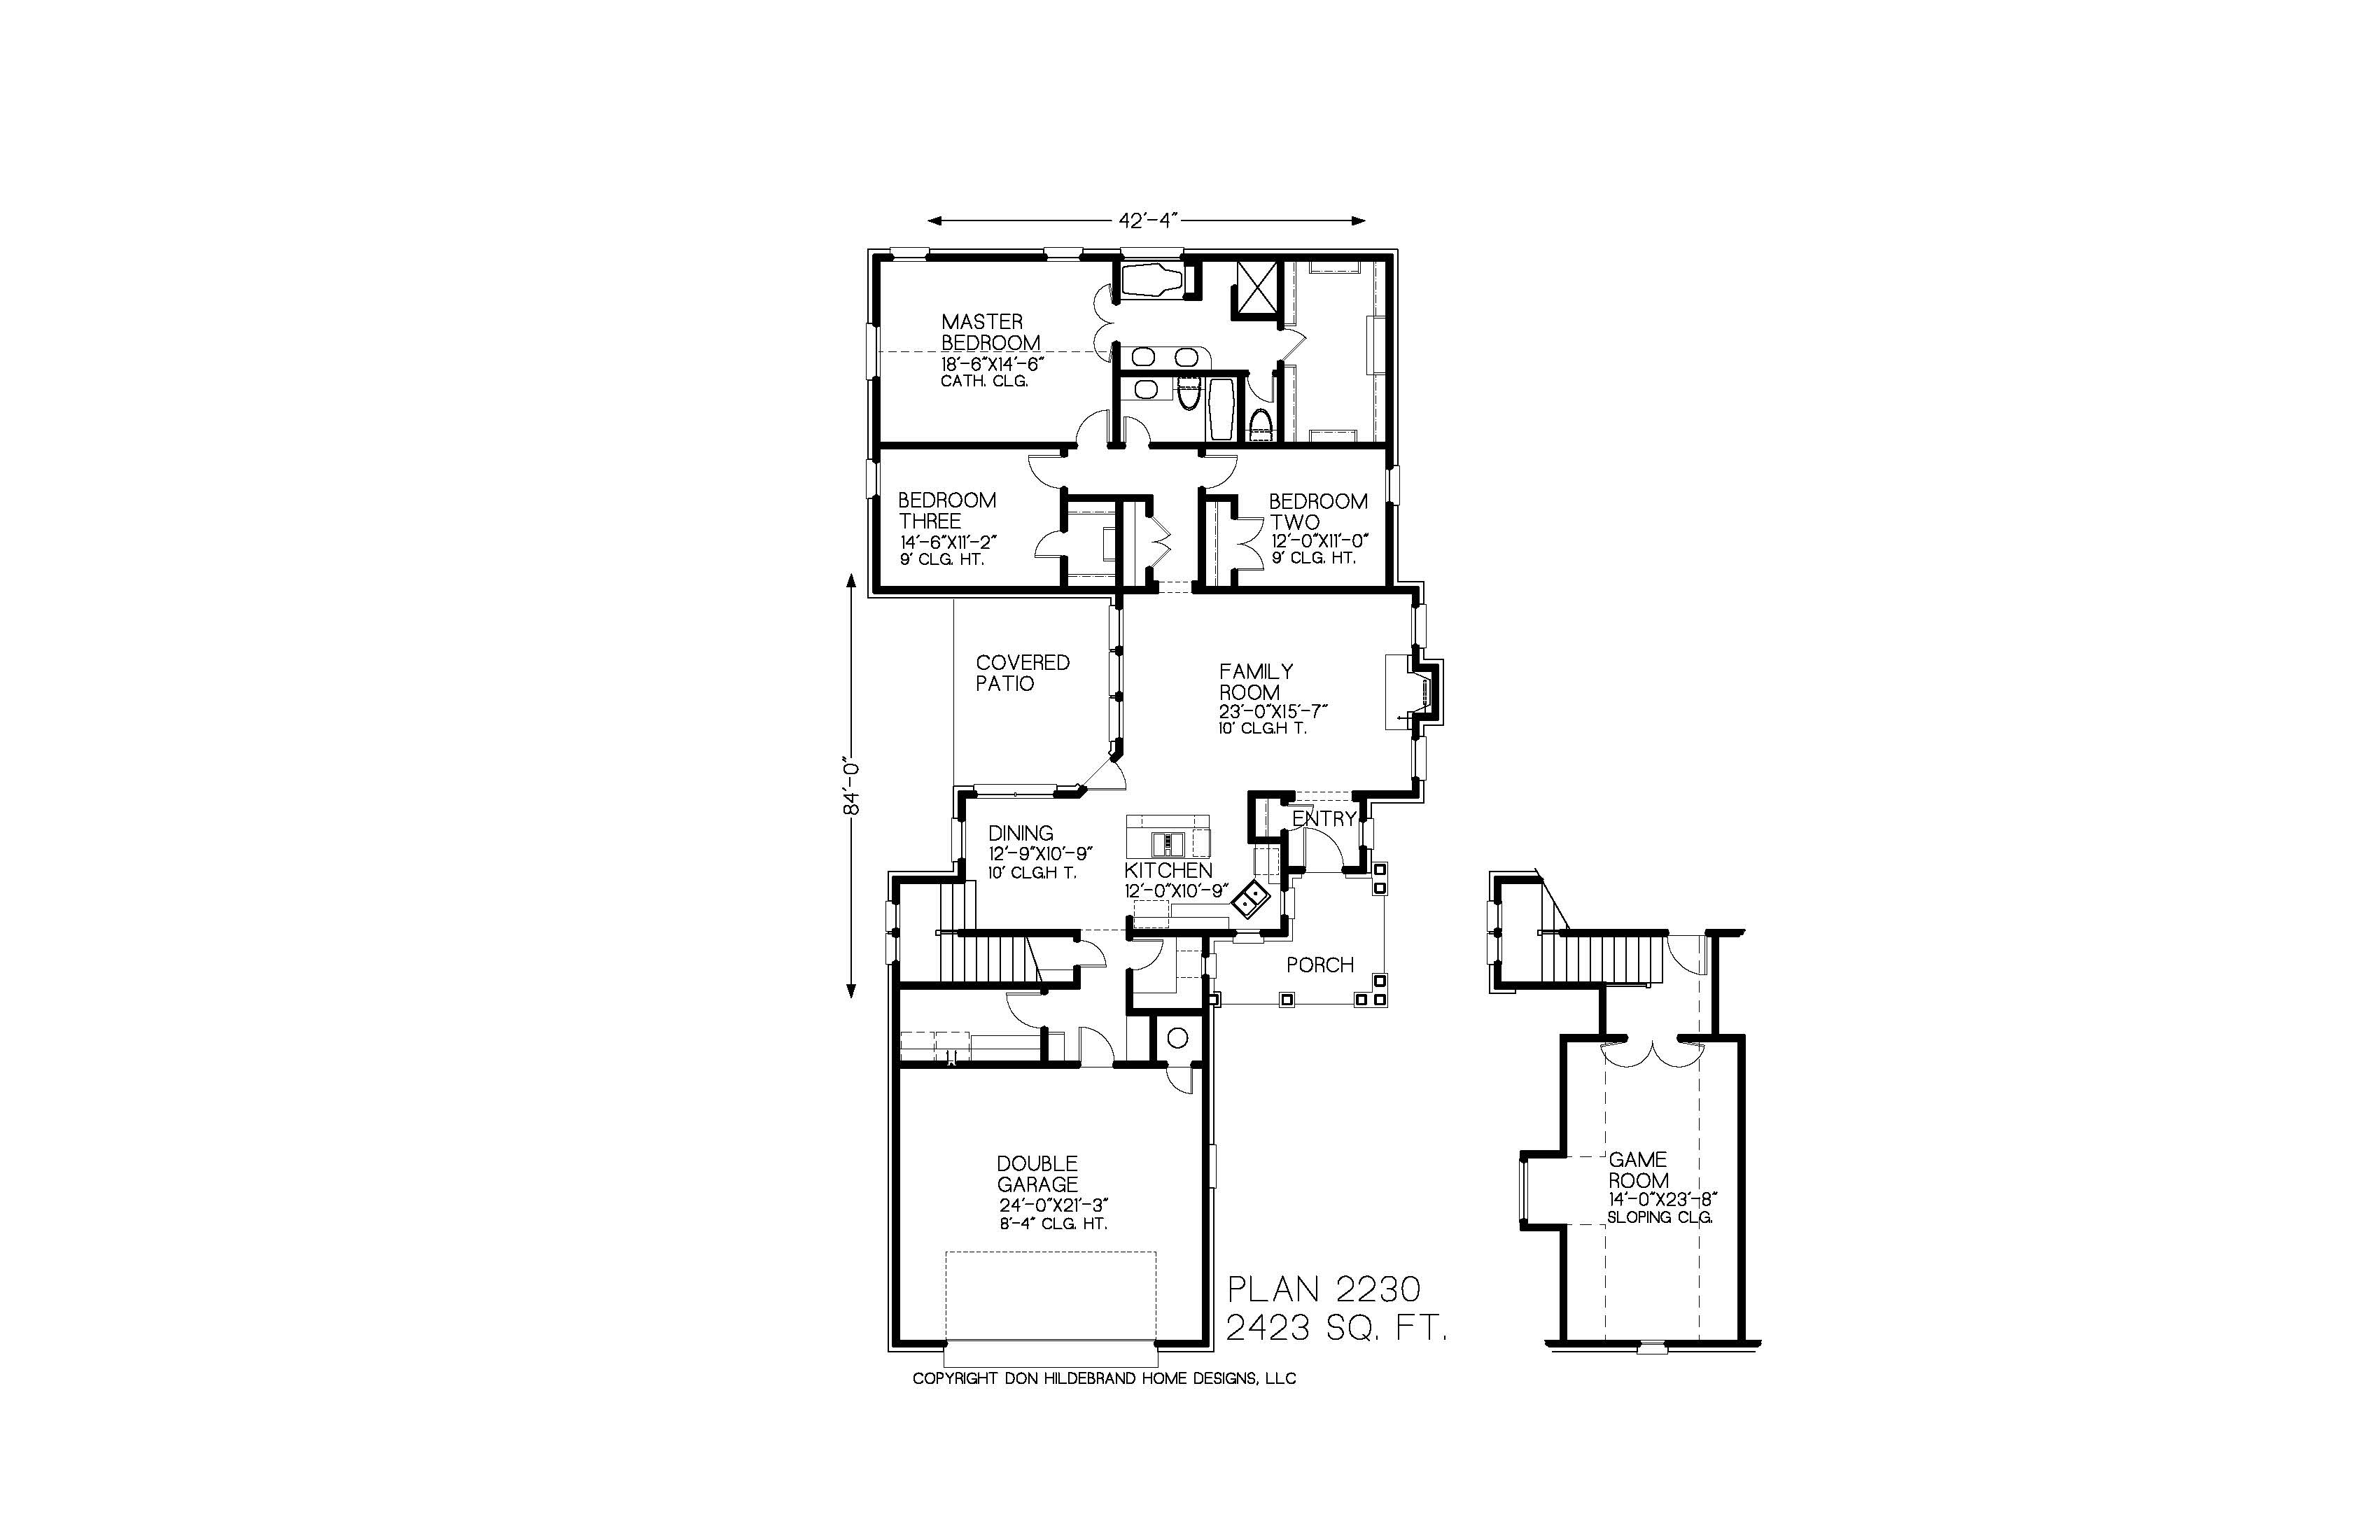 42'-4"
MASTER
BEDROOM
18'-6"X14'-6"
CATH. CLG.
BEDROOM
THREE
14'-6"X11'-2"
9' CLG. HT.
BEDROOM
TWO
12'-0"X11'-0"
9' CLG. HT.
COVERED
PATIO
FAMILY
ROOM
23'-0"X15'-7"
10' CLG.H T.
84'-0"
ENTRY
DINING
12'-9"X10'-9"
10' CLG.H T.
KITCHEN
12'-0"X10'-9"
PORCH
DOUBLE
GARAGE
24'-0"X21'-3"
8'-4" CLG. HT.
GAME
ROOM
14'-0"X23'-8"
SLOPING CLG.
PLAN 2230
2423 SQ. FT.
COPYRIGHT DON HILDEBRAND HOME DESIGNS, LLC